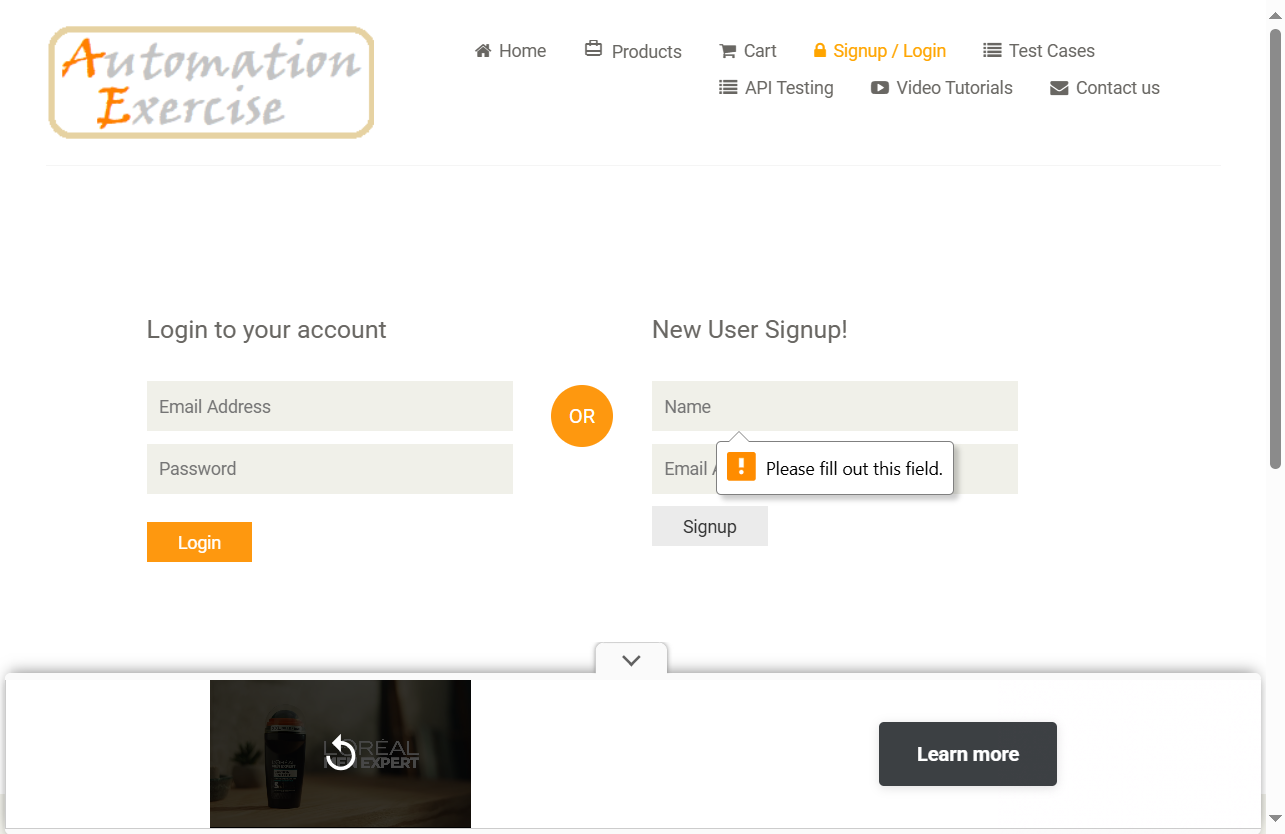 Automation
Exercise
Home
Products
Cart
Signup / Login
Test Cases
API Testing
Video Tutorials
Contact us
Login to your account
New User Signup!
Email Address
OR
Name
Password
Email A
Please fill out this field.
Login
Signup
L'ORÉAL
MEN EXPERT
Learn more